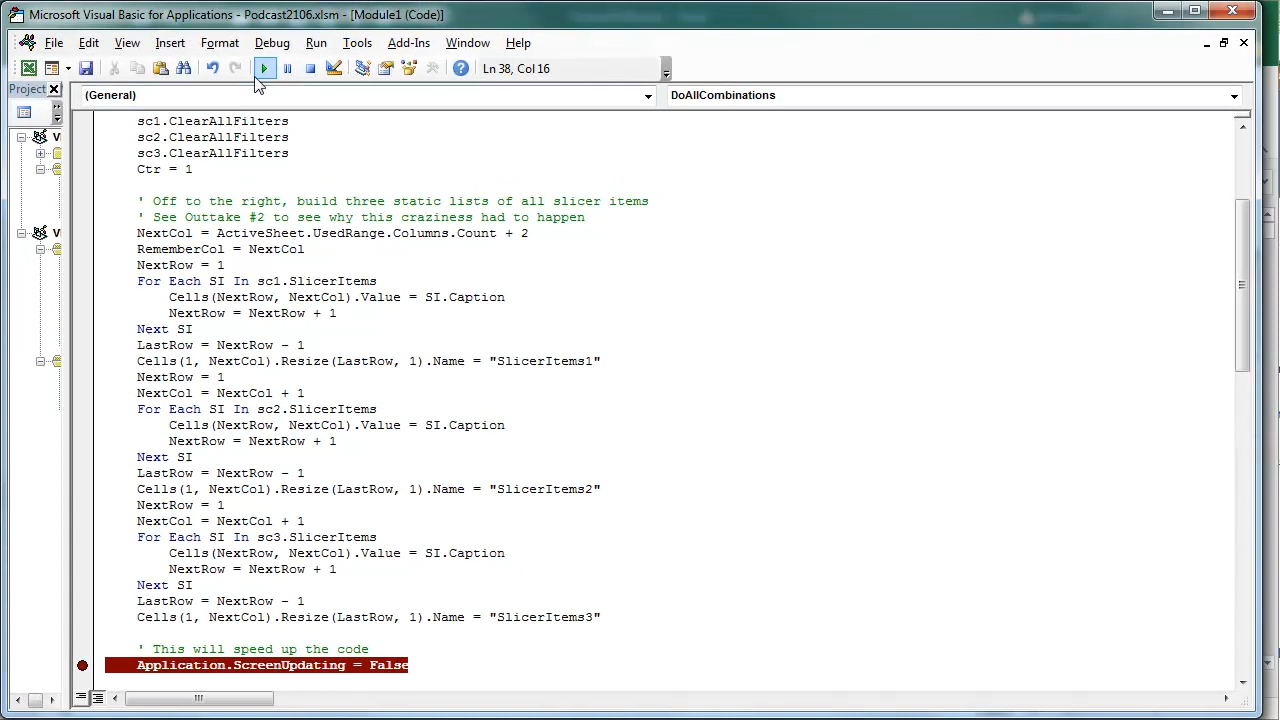 Microsoft Visual Basic for Applications - Podcast2106.xlsm - [Module1 (Code)]
File Edit View Insert Format Debug Run Tools Add-Ins Window Help
Ln 38, Col 16
Project
(General) DoAllCombinations
sc1.ClearAllFilters
sc2.ClearAllFilters
sc3.ClearAllFilters
Ctr = 1
' Off to the right, build three static lists of all slicer items
' See Outtake #2 to see why this craziness had to happen
NextCol = ActiveSheet.UsedRange.Columns.Count + 2
RememberCol = NextCol
NextRow = 1
For Each SI In sc1.SlicerItems
Cells(NextRow, NextCol).Value = SI.Caption
NextRow = NextRow + 1
Next SI
LastRow = NextRow - 1
Cells(1, NextCol).Resize(LastRow, 1).Name = "SlicerItems1"
NextRow = 1
NextCol = NextCol + 1
For Each SI In sc2.SlicerItems
Cells(NextRow, NextCol).Value = SI.Caption
NextRow = NextRow + 1
Next SI
LastRow = NextRow - 1
Cells(1, NextCol).Resize(LastRow, 1).Name = "SlicerItems2"
NextRow = 1
NextCol = NextCol + 1
For Each SI In sc3.SlicerItems
Cells(NextRow, NextCol).Value = SI.Caption
NextRow = NextRow + 1
Next SI
LastRow = NextRow - 1
Cells(1, NextCol).Resize(LastRow, 1).Name = "SlicerItems3"
' This will speed up the code
Application.ScreenUpdating = False